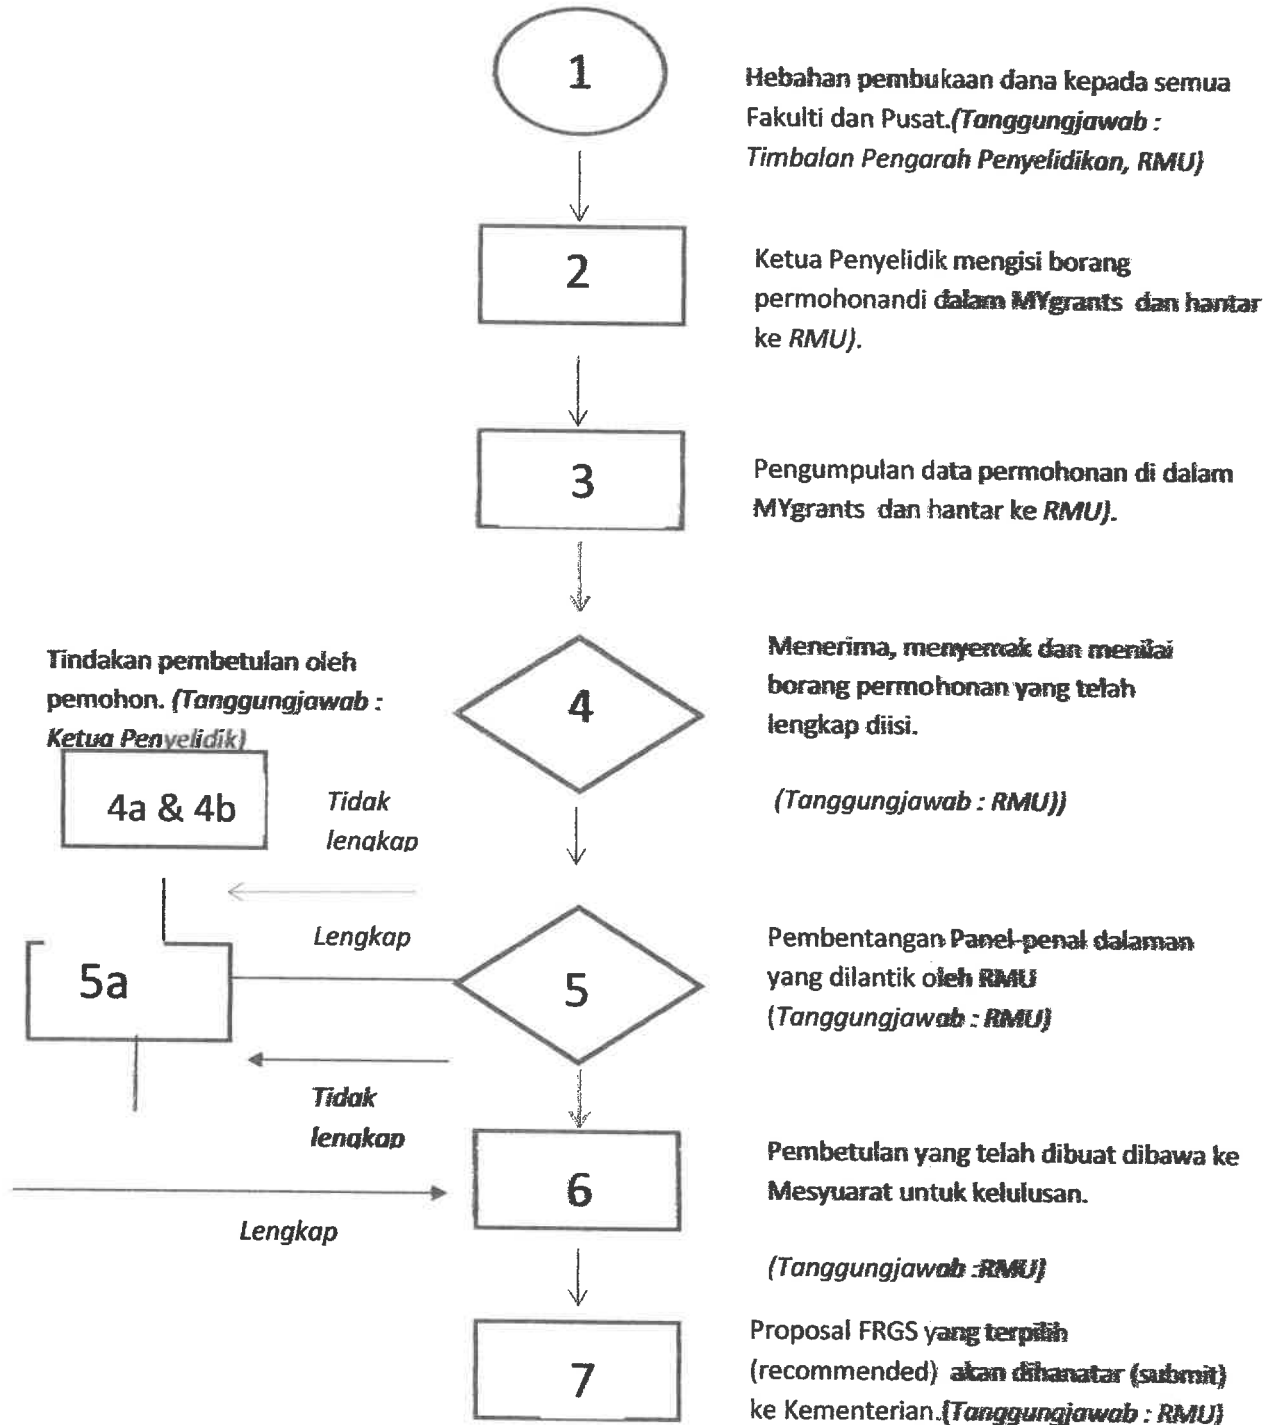 1
Hebahan pembukaan dana kepada semua
Fakulti dan Pusat.(Tanggungjawab :
Timbalan Pengarah Penyelidikan, RMU)
2
Ketua Penyelidik mengisi borang
permohonandi dalam MYgrants dan hantar
ke RMU).
3
Pengumpulan data permohonan di dalam
MYgrants dan hantar ke RMU).
Tindakan pembetulan oleh
pemohon. (Tanggungjawab :
Ketua Penyelidik)
4
Menerima, menyemak dan menilai
borang permohonan yang telah
lengkap diisi.
(Tanggungjawab : RMU))
4a & 4b
Tidak
lengkap
Lengkap
5a
5
Pembentangan Panel-penal dalaman
yang dilantik oleh RMU
(Tanggungjawab : RMU)
Tidak
lengkap
6
Pembetulan yang telah dibuat dibawa ke
Mesyuarat untuk kelulusan.
Lengkap
(Tanggungjawab :RMU)
7
Proposal FRGS yang terpilih
(recommended) akan dihanatar (submit)
ke Kementerian.(Tanggungjawab : RMU)